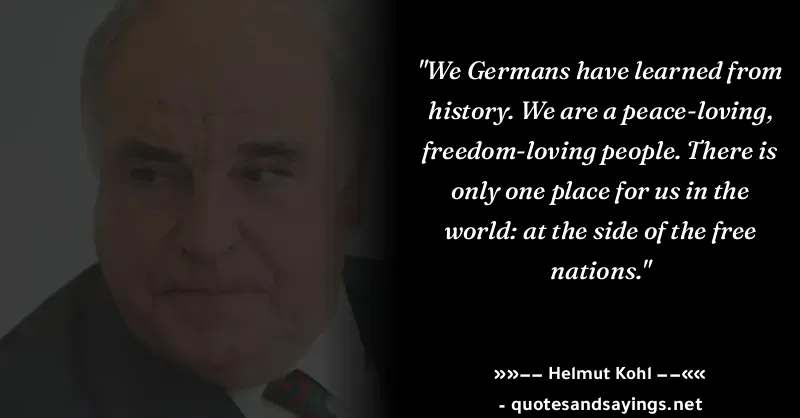 "We Germans have learned from
history. We are a peace-loving,
freedom-loving people. There is
only one place for us in the
world: at the side of the free
nations."
»»—— Helmut Kohl ——««
- quotesandsayings.net